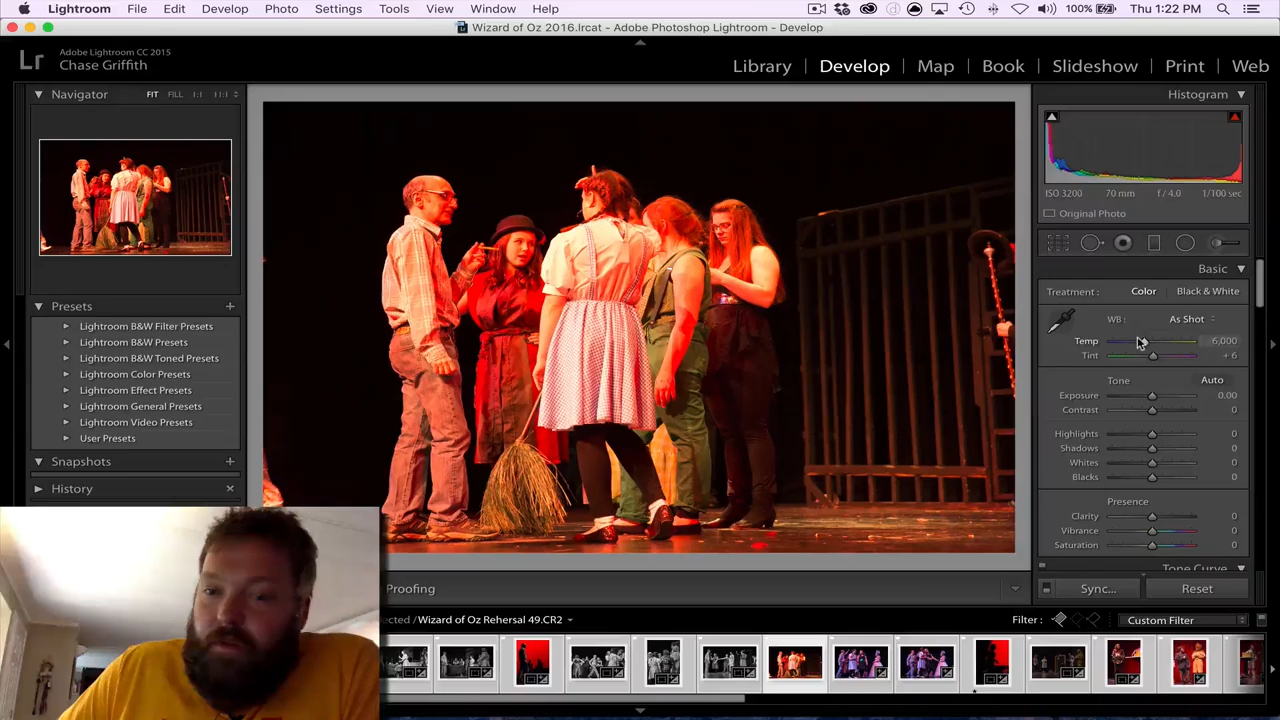 Lightroom File Edit Develop Photo Settings Tools View Window Help 100% Thu 1:22 PM
Wizard of Oz 2016.lrcat - Adobe Photoshop Lightroom - Develop
Lr Adobe Lightroom CC 2015
Chase Griffith
Library Develop Map Book Slideshow Print Web
Navigator FIT FILL 1:1 11:1
Presets
Lightroom B&W Filter Presets
Lightroom B&W Presets
Lightroom B&W Toned Presets
Lightroom Color Presets
Lightroom Effect Presets
Lightroom General Presets
Lightroom Video Presets
User Presets
Snapshots
History
Histogram
ISO 3200 70 mm f / 4.0 1/100 sec
Original Photo
Basic
Treatment : Color Black & White
WB : As Shot
Temp 6,000
Tint + 6
Tone Auto
Exposure 0.00
Contrast 0
Highlights 0
Shadows 0
Whites 0
Blacks 0
Presence
Clarity 0
Vibrance 0
Saturation 0
Tone Curve
Proofing
Sync... Reset
/Wizard of Oz Rehersal 49.CR2
Filter : Custom Filter